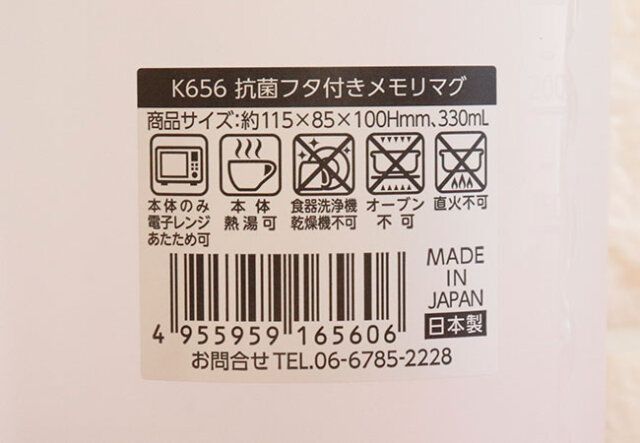 K656 抗菌フタ付きメモリマグ
商品サイズ:約115×85×100Hmm、330mL
本体のみ
電子レンジ
あたため可
本体
熱湯可
食器洗浄機
乾燥機不可
オーブン
不可
直火不可
MADE
IN
JAPAN
日本製
4 955959 165606
お問合せ TEL.06-6785-2228